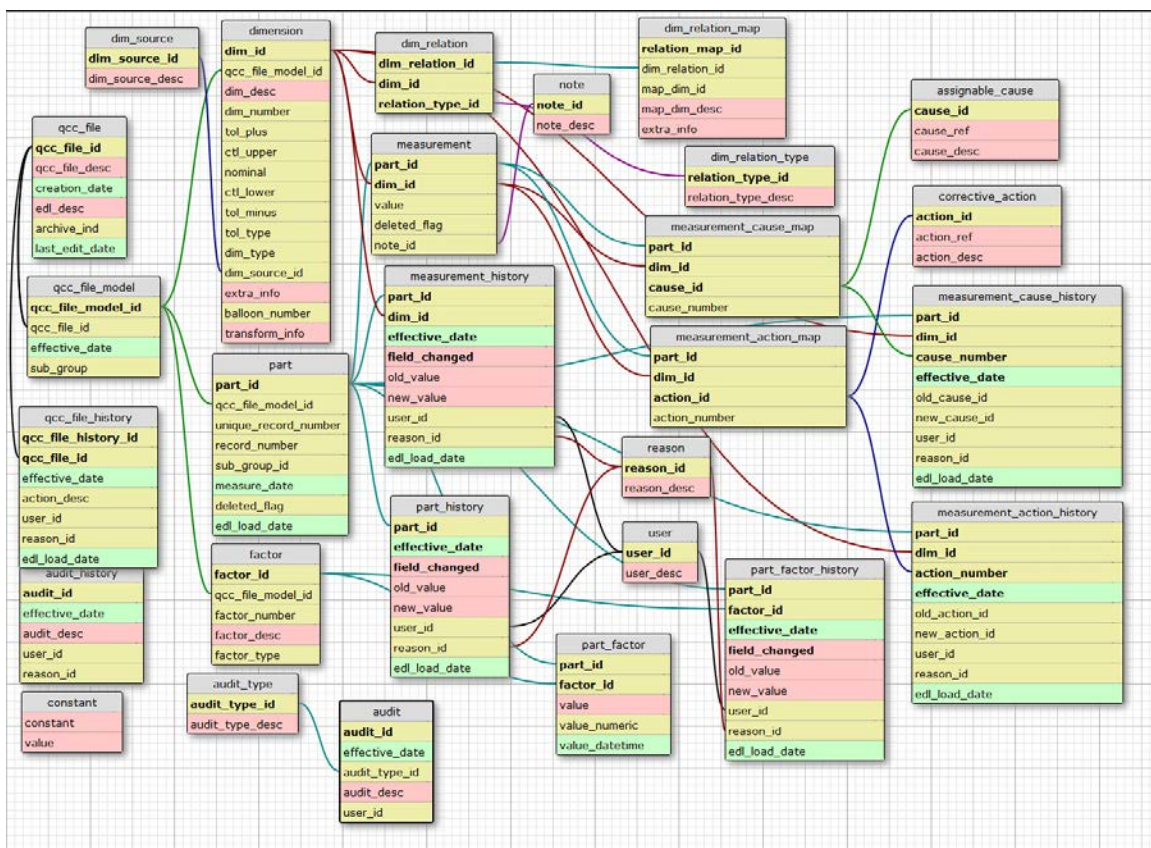 dim_source
dim_source_id
dim_source_desc
dimension
dim_id
qcc_file_model_id
dim_desc
dim_number
tol_plus
ctl_upper
nominal
ctl_lower
tol_minus
tol_type
dim_type
dim_source_id
extra_info
balloon_number
transform_info
dim_relation
dim_relation_id
dim_id
relation_type_id
dim_relation_map
relation_map_id
dim_relation_id
map_dim_id
map_dim_desc
extra_info
note
note_id
note_desc
assignable_cause
cause_id
cause_ref
cause_desc
qcc_file
qcc_file_id
qcc_file_desc
creation_date
edl_desc
archive_ind
last_edit_date
measurement
part_id
dim_id
value
deleted_flag
note_id
dim_relation_type
relation_type_id
relation_type_desc
corrective_action
action_id
action_ref
action_desc
measurement_cause_map
part_id
dim_id
cause_id
cause_number
qcc_file_model
qcc_file_model_id
qcc_file_id
effective_date
sub_group
measurement_history
part_id
dim_id
effective_date
field_changed
old_value
new_value
user_id
reason_id
edl_load_date
measurement_cause_history
part_id
dim_id
cause_number
effective_date
old_cause_id
new_cause_id
user_id
reason_id
edl_load_date
measurement_action_map
part_id
dim_id
action_id
action_number
part
part_id
qcc_file_model_id
unique_record_number
record_number
sub_group_id
measure_date
deleted_flag
edl_load_date
qcc_file_history
qcc_file_history_id
qcc_file_id
effective_date
action_desc
user_id
reason_id
edl_load_date
reason
reason_id
reason_desc
part_history
part_id
effective_date
field_changed
old_value
new_value
user_id
reason_id
edl_load_date
measurement_action_history
part_id
dim_id
action_number
effective_date
old_action_id
new_action_id
user_id
reason_id
edl_load_date
user
user_id
user_desc
factor
factor_id
qcc_file_model_id
factor_number
factor_desc
factor_type
audit_history
audit_id
effective_date
audit_desc
user_id
reason_id
part_factor_history
part_id
factor_id
effective_date
field_changed
old_value
new_value
user_id
reason_id
edl_load_date
part_factor
part_id
factor_id
value
value_numeric
value_datetime
audit_type
audit_type_id
audit_type_desc
constant
constant
value
audit
audit_id
effective_date
audit_type_id
audit_desc
user_id